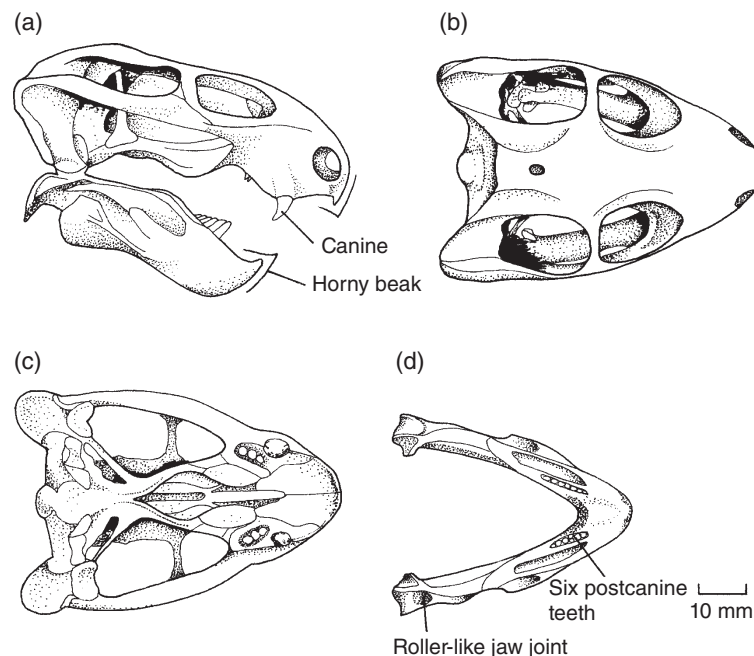 (a)
(b)
Canine
Horny beak
(c)
(d)
Six postcanine
teeth
10 mm
Roller-like jaw joint